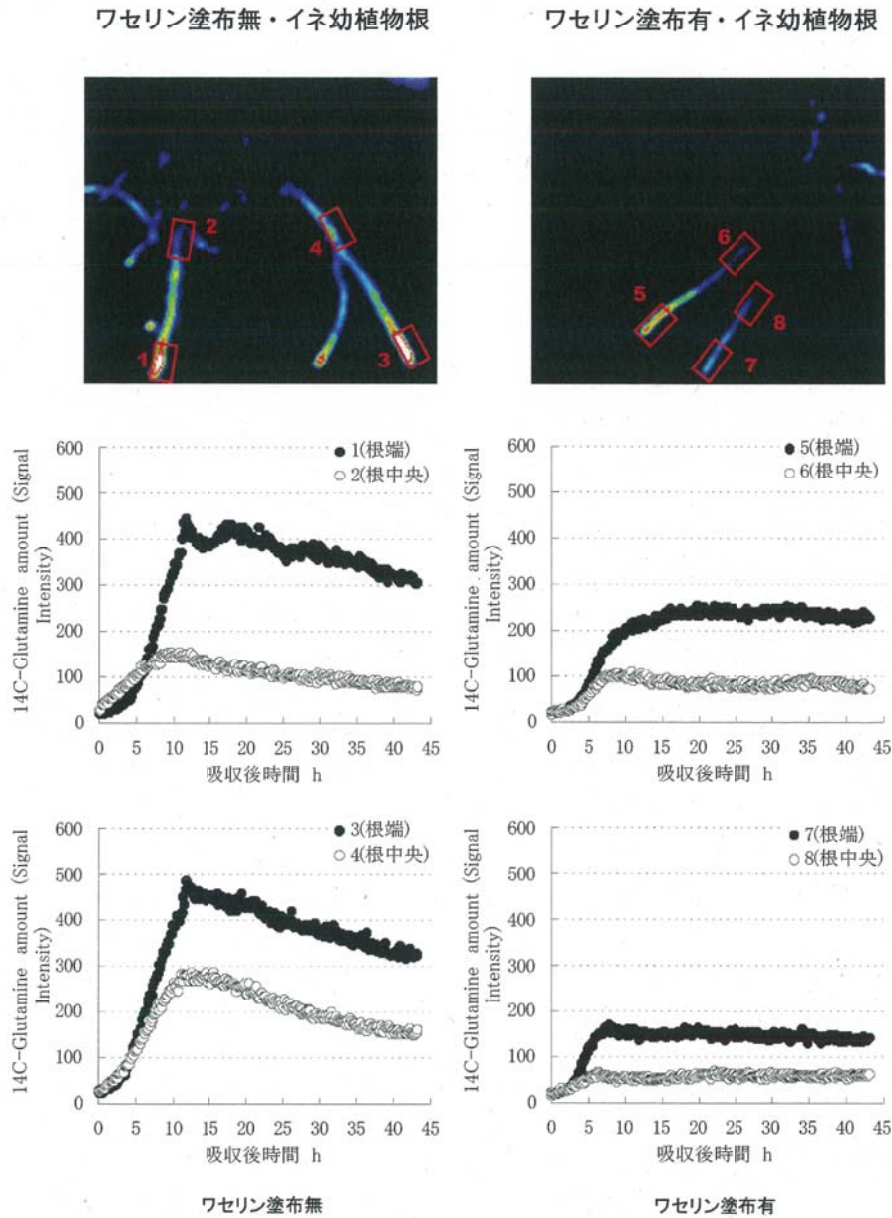 ワセリン塗布無・イネ幼植物根
ワセリン塗布有・イネ幼植物根
1
2
3
4
5
6
7
8
14C-Glutamine amount (Signal
Intensity)
600
500
400
300
200
100
0
● 1(根端)
○ 2(根中央)
0 5 10 15 20 25 30 35 40 45
吸収後時間 h
14C-Glutamine amount (Signal
Intensity)
600
500
400
300
200
100
0
● 5(根端)
○ 6(根中央)
0 5 10 15 20 25 30 35 40 45
吸収後時間 h
14C-Glutamine amount (Signal
Intensity)
600
500
400
300
200
100
0
● 3(根端)
○ 4(根中央)
0 5 10 15 20 25 30 35 40 45
吸収後時間 h
14C-Glutamine amount (Signal
Intensity)
600
500
400
300
200
100
0
● 7(根端)
○ 8(根中央)
0 5 10 15 20 25 30 35 40 45
吸収後時間 h
ワセリン塗布無
ワセリン塗布有